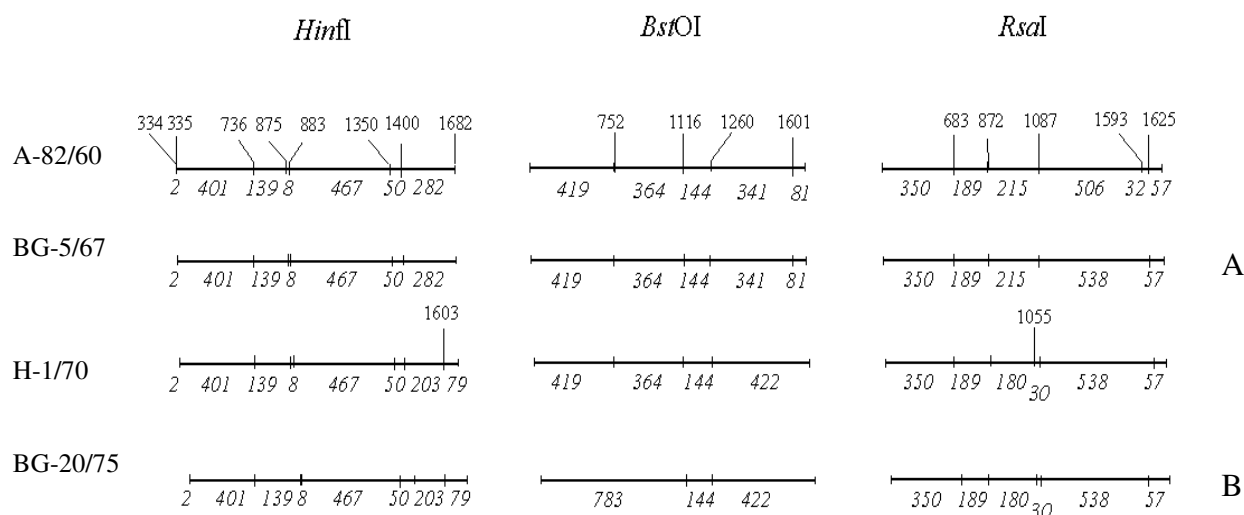 HinfI BstOI RsaI
334 335 736 875 883 1350 1400 1682 752 1116 1260 1601 683 872 1087 1593 1625
A-82/60
2 401 139 8 467 50 282 419 364 144 341 81 350 189 215 506 32 57
BG-5/67 A
2 401 139 8 467 50 282 419 364 144 341 81 350 189 215 538 57
1603 1055
H-1/70
2 401 139 8 467 50 203 79 419 364 144 422 350 189 180 30 538 57
BG-20/75 B
2 401 139 8 467 50 203 79 783 144 422 350 189 180 30 538 57